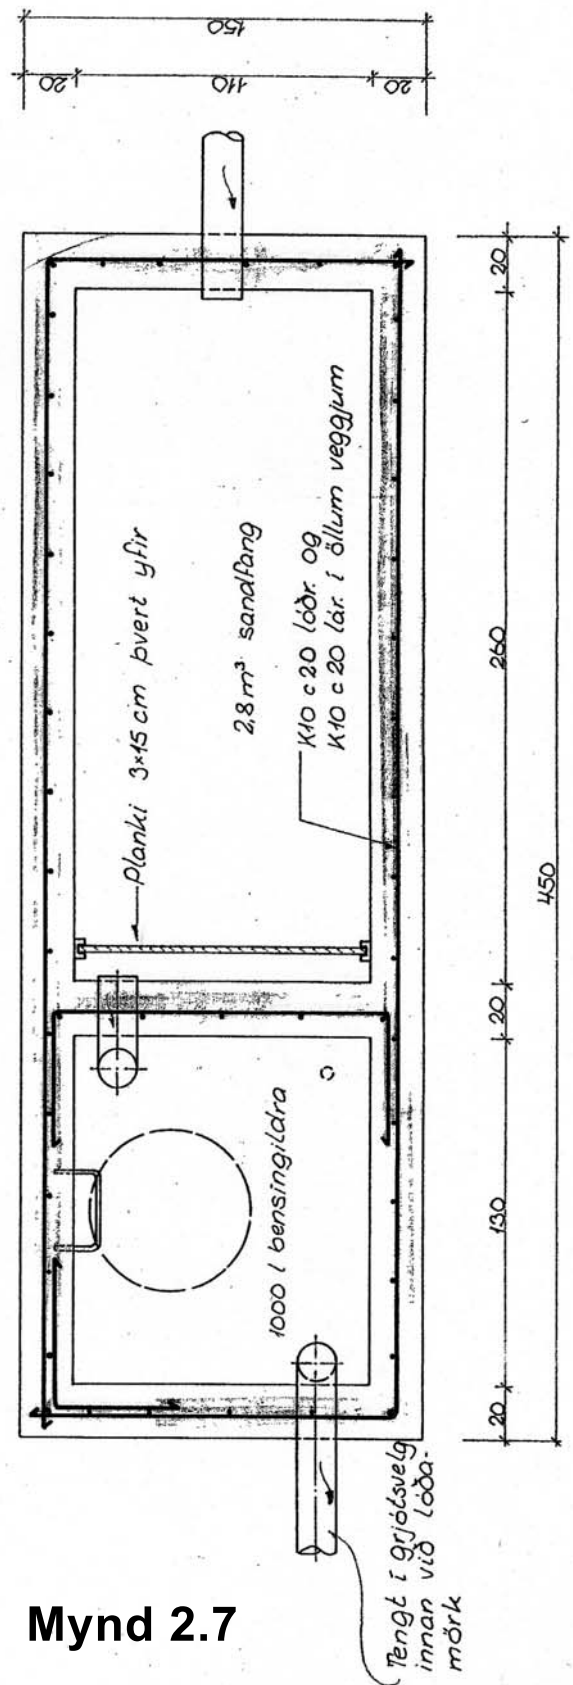 150
20 110 20
Planki 3×15 cm þvert yfir
2,8 m³ sandfang
K10 c 20 lóðr. og
K10 c 20 lár. í öllum veggjum
1000 l bensingildra
20 260 20 130 20
450
Tengt í grjótsvelg
innan við lóða-
mörk
Mynd 2.7